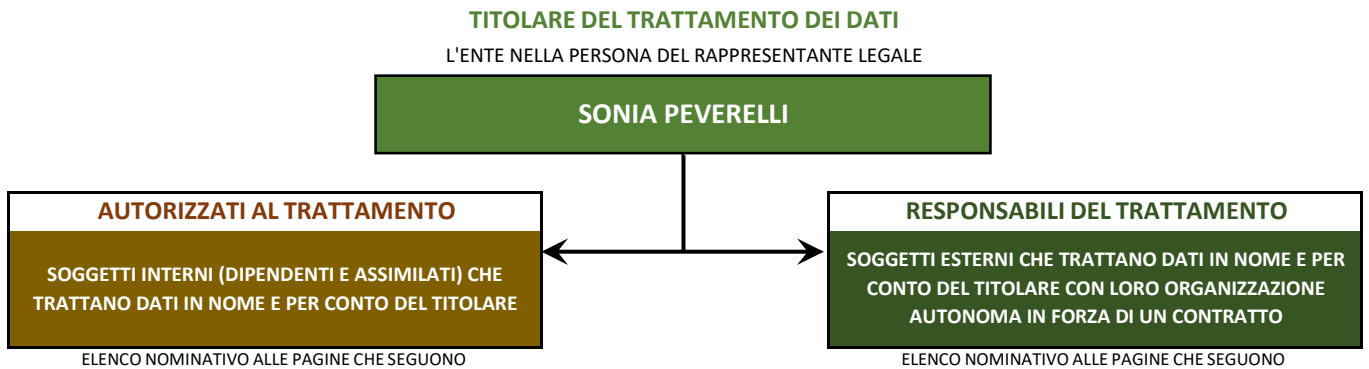 TITOLARE DEL TRATTAMENTO DEI DATI
L'ENTE NELLA PERSONA DEL RAPPRESENTANTE LEGALE
SONIA PEVERELLI
AUTORIZZATI AL TRATTAMENTO
SOGGETTI INTERNI (DIPENDENTI E ASSIMILATI) CHE
TRATTANO DATI IN NOME E PER CONTO DEL TITOLARE
ELENCO NOMINATIVO ALLE PAGINE CHE SEGUONO
RESPONSABILI DEL TRATTAMENTO
SOGGETTI ESTERNI CHE TRATTANO DATI IN NOME E PER
CONTO DEL TITOLARE CON LORO ORGANIZZAZIONE
AUTONOMA IN FORZA DI UN CONTRATTO
ELENCO NOMINATIVO ALLE PAGINE CHE SEGUONO